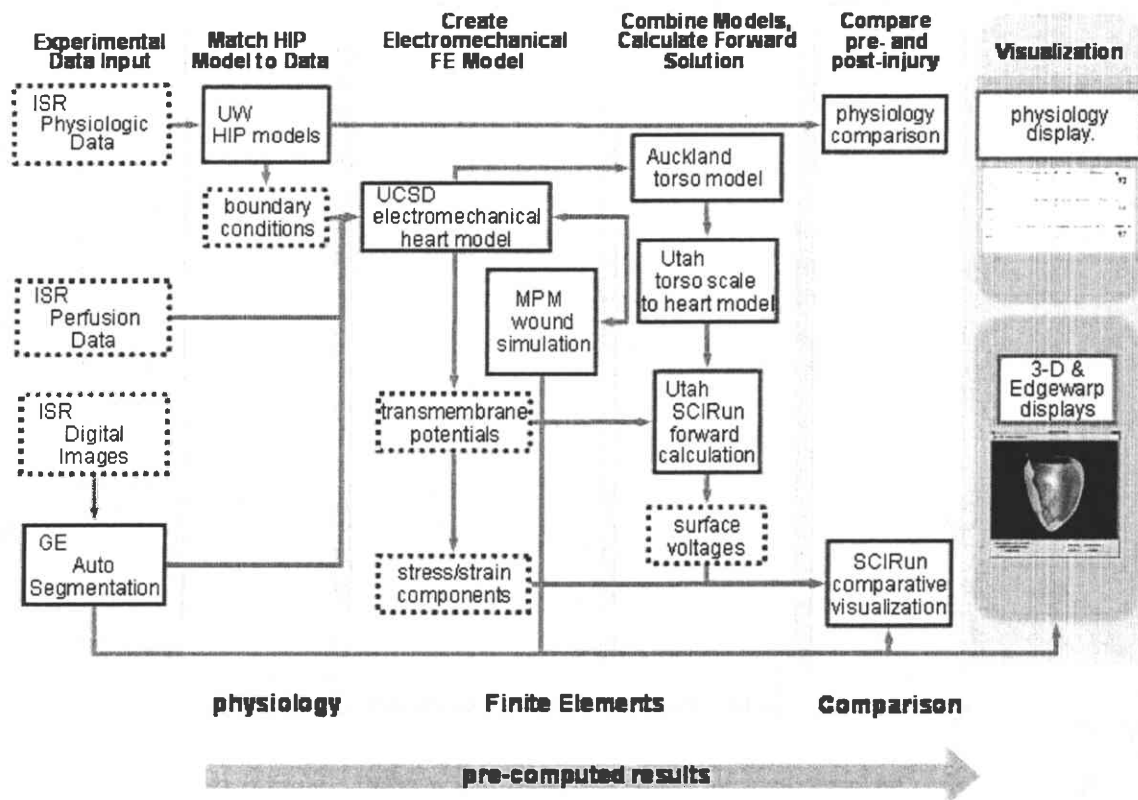 Experimental
Data Input
Match HIP
Model to Data
Create
Electromechanical
FE Model
Combine Models,
Calculate Forward
Solution
Compare
pre- and
post-injury
Visualization
ISR
Physiologic
Data
UW
HIP models
physiology
comparison
physiology
display.
boundary
conditions
UCSD
electromechanical
heart model
Auckland
torso model
ISR
Perfusion
Data
MPM
wound
simulation
Utah
torso scale
to heart model
ISR
Digital
Images
transmembrane
potentials
Utah
SCIRun
forward
calculation
3-D &
Edgewarp
displays
GE
Auto
Segmentation
stress/strain
components
surface
voltages
SCIRun
comparative
visualization
physiology
Finite Elements
Comparison
pre-computed results